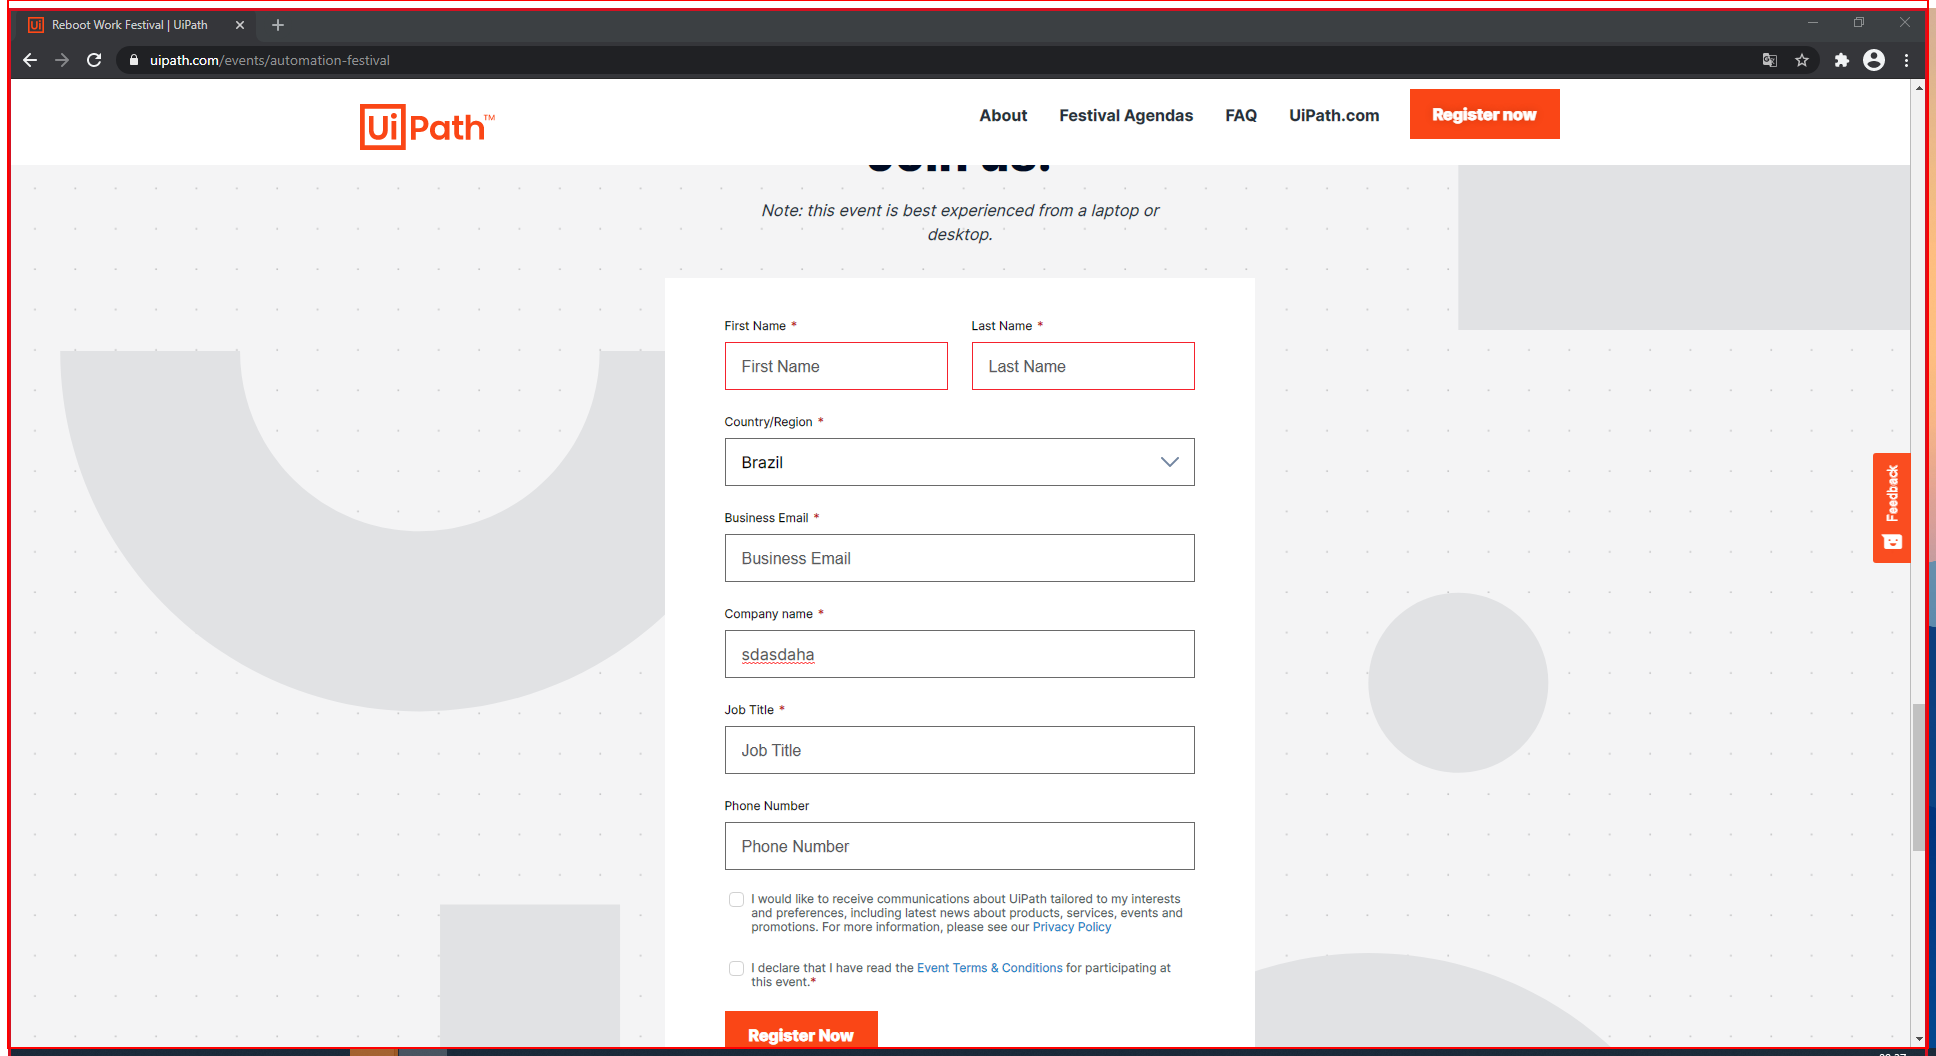 Ui Reboot Work Festival | UiPath
uipath.com/events/automation-festival
UiPath™
About
Festival Agendas
FAQ
UiPath.com
Register now
Join us!
Note: this event is best experienced from a laptop or
desktop.
First Name *
Last Name *
First Name
Last Name
Country/Region *
Brazil
Business Email *
Business Email
Feedback
Company name *
sdasdaha
Job Title *
Job Title
Phone Number
Phone Number
I would like to receive communications about UiPath tailored to my interests
and preferences, including latest news about products, services, events and
promotions. For more information, please see our Privacy Policy
I declare that I have read the Event Terms & Conditions for participating at
this event.*
Register Now